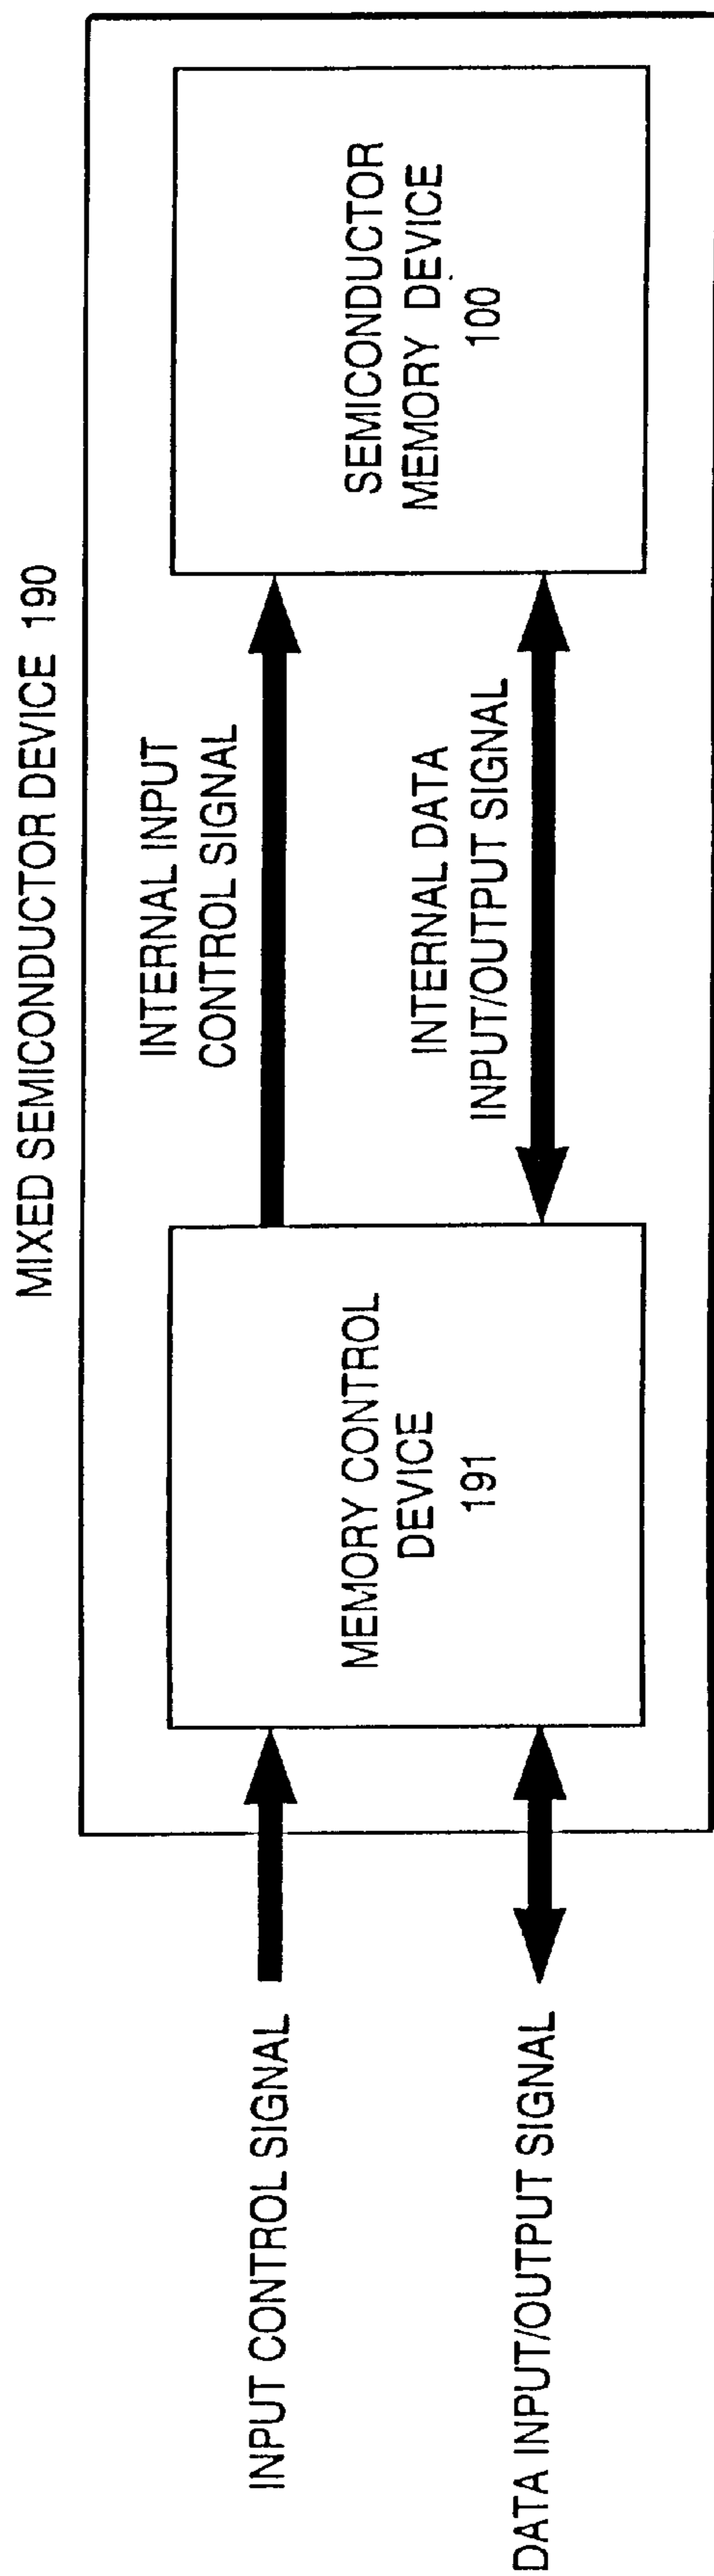 MIXED SEMICONDUCTOR DEVICE 190
INPUT CONTROL SIGNAL
DATA INPUT/OUTPUT SIGNAL
MEMORY CONTROL
DEVICE
191
INTERNAL INPUT
CONTROL SIGNAL
INTERNAL DATA
INPUT/OUTPUT SIGNAL
SEMICONDUCTOR
MEMORY DEVICE
100